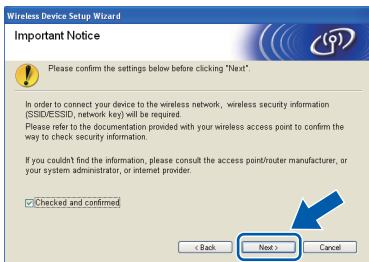 Wireless Device Setup Wizard
Important Notice
Please confirm the settings below before clicking "Next".
In order to connect your device to the wireless network, wireless security information
(SSID/ESSID, network key) will be required.
Please refer to the documentation provided with your wireless access point to confirm the
way to check security information.
If you couldn't find the information, please consult the access point/router manufacturer, or
your system administrator, or internet provider.
Checked and confirmed
< Back
Next >
Cancel